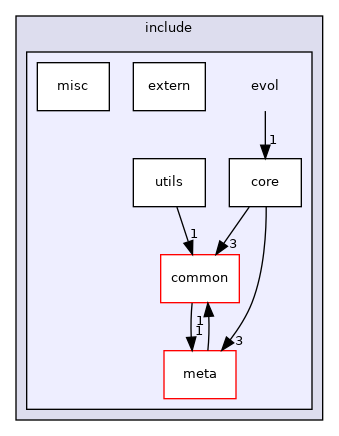 include
misc
extern
evol
1
utils
core
1
3
common
1
1
3
meta